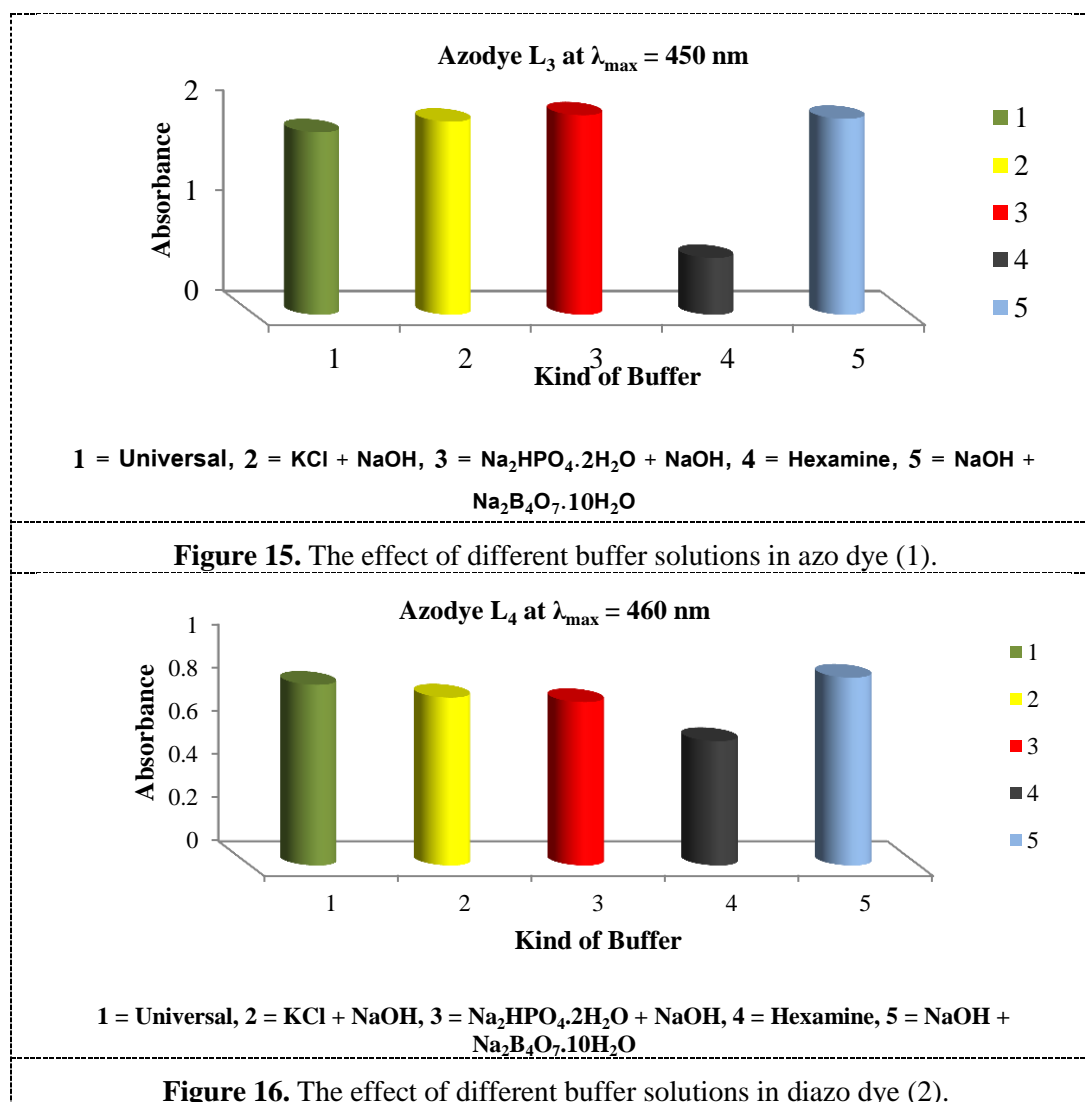 Azodye L₃ at λmax = 450 nm
2
1
0
Absorbance
1 2 3 4 5
Kind of Buffer
1
2
3
4
5
1 = Universal, 2 = KCl + NaOH, 3 = Na₂HPO₄.2H₂O + NaOH, 4 = Hexamine, 5 = NaOH +
Na₂B₄O₇.10H₂O
Figure 15. The effect of different buffer solutions in azo dye (1).
Azodye L₄ at λmax = 460 nm
1
0.8
0.6
0.4
0.2
0
Absorbance
1 2 3 4 5
Kind of Buffer
1
2
3
4
5
1 = Universal, 2 = KCl + NaOH, 3 = Na₂HPO₄.2H₂O + NaOH, 4 = Hexamine, 5 = NaOH +
Na₂B₄O₇.10H₂O
Figure 16. The effect of different buffer solutions in diazo dye (2).